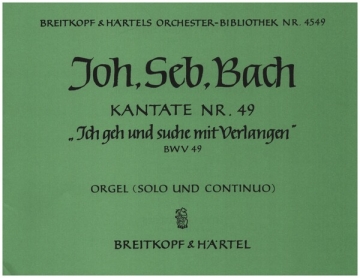 BREITKOPF & HÄRTELS ORCHESTER-BIBLIOTHEK NR. 4549
Joh. Seb. Bach
KANTATE NR. 49
„Ich geh und suche mit Verlangen“
BWV 49
ORGEL (SOLO UND CONTINUO)
BREITKOPF & HÄRTEL